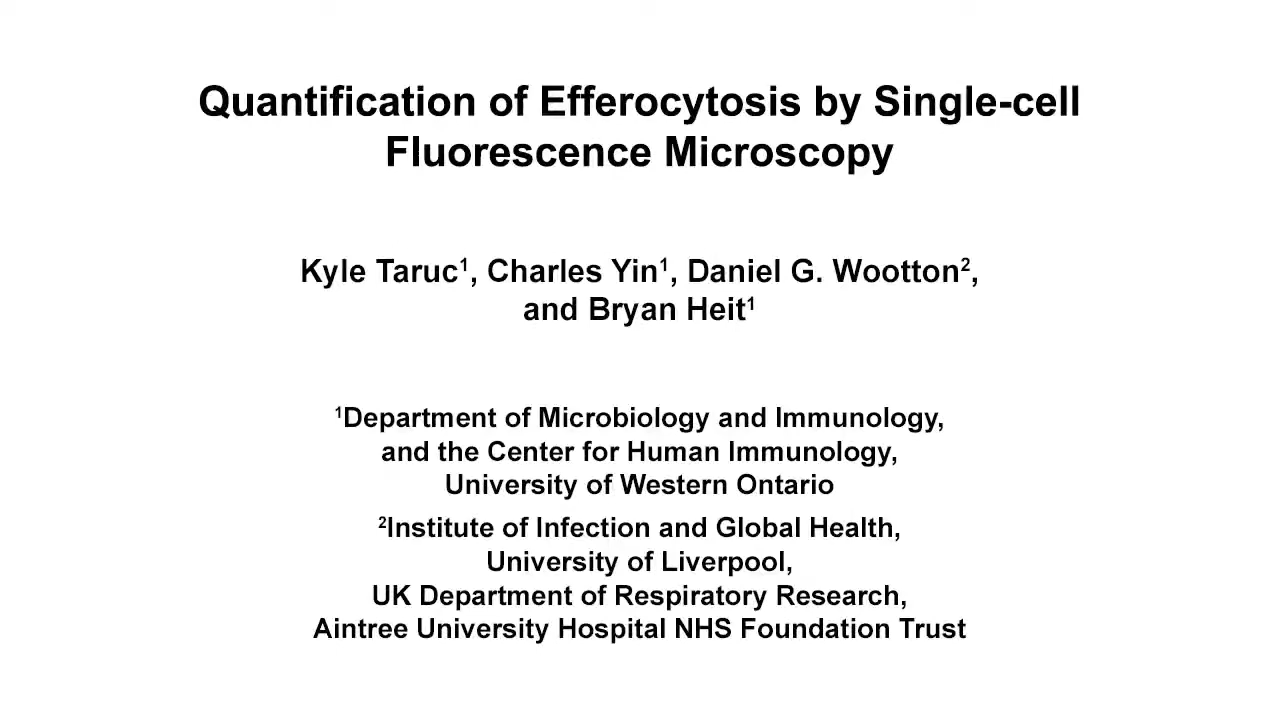 Quantification of Efferocytosis by Single-cell
Fluorescence Microscopy
Kyle Taruc¹, Charles Yin¹, Daniel G. Wootton²,
and Bryan Heit¹
¹Department of Microbiology and Immunology,
and the Center for Human Immunology,
University of Western Ontario
²Institute of Infection and Global Health,
University of Liverpool,
UK Department of Respiratory Research,
Aintree University Hospital NHS Foundation Trust